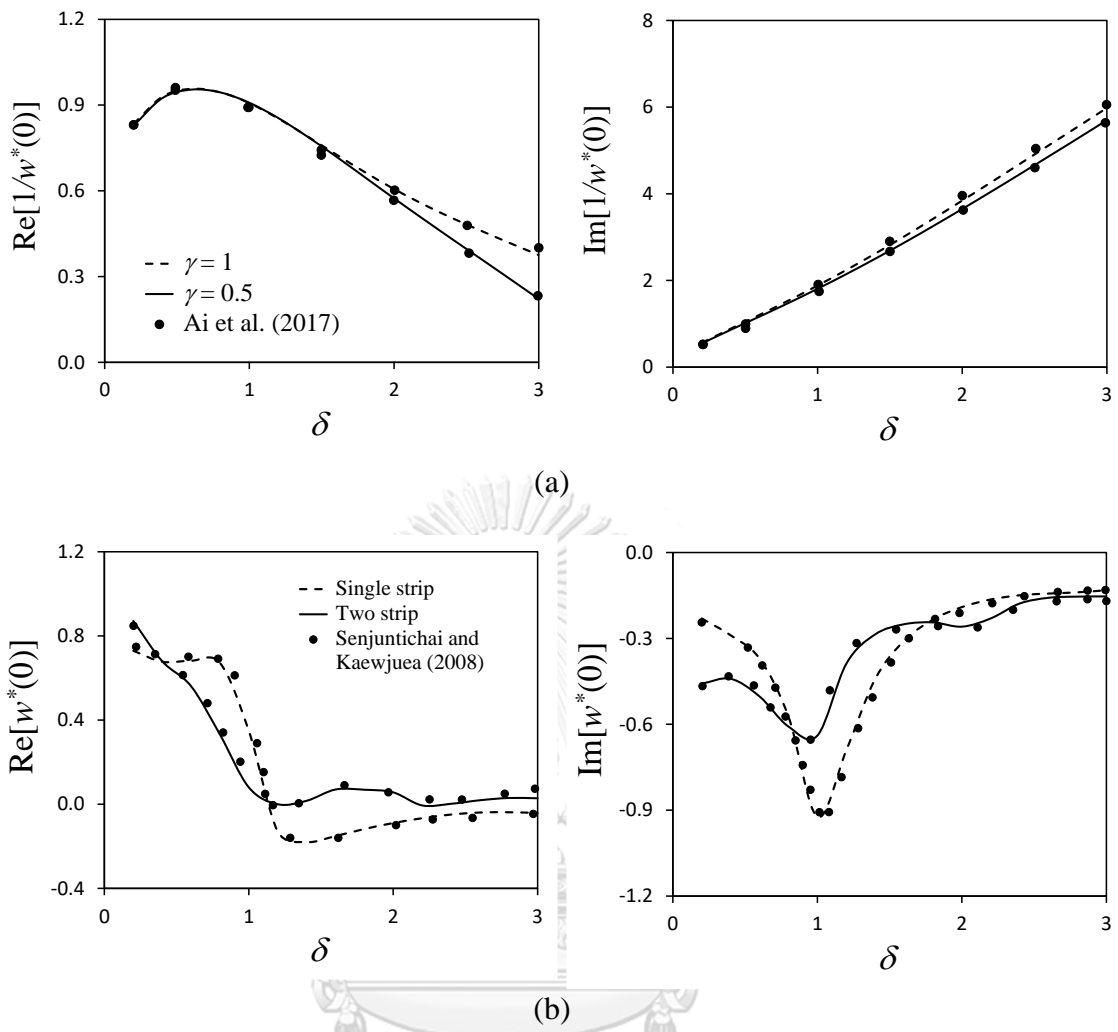 1.2
0.9
0.6
0.3
0.0
Re[1/w*(0)]
γ = 1
γ = 0.5
Ai et al. (2017)
0 1 2 3
δ
8
6
4
2
0
Im[1/w*(0)]
0 1 2 3
δ
(a)
1.2
0.8
0.4
0.0
-0.4
Re[w*(0)]
Single strip
Two strip
Senjuntichai and
Kaewjuea (2008)
0 1 2 3
δ
0.0
-0.3
-0.6
-0.9
-1.2
Im[w*(0)]
0 1 2 3
δ
(b)